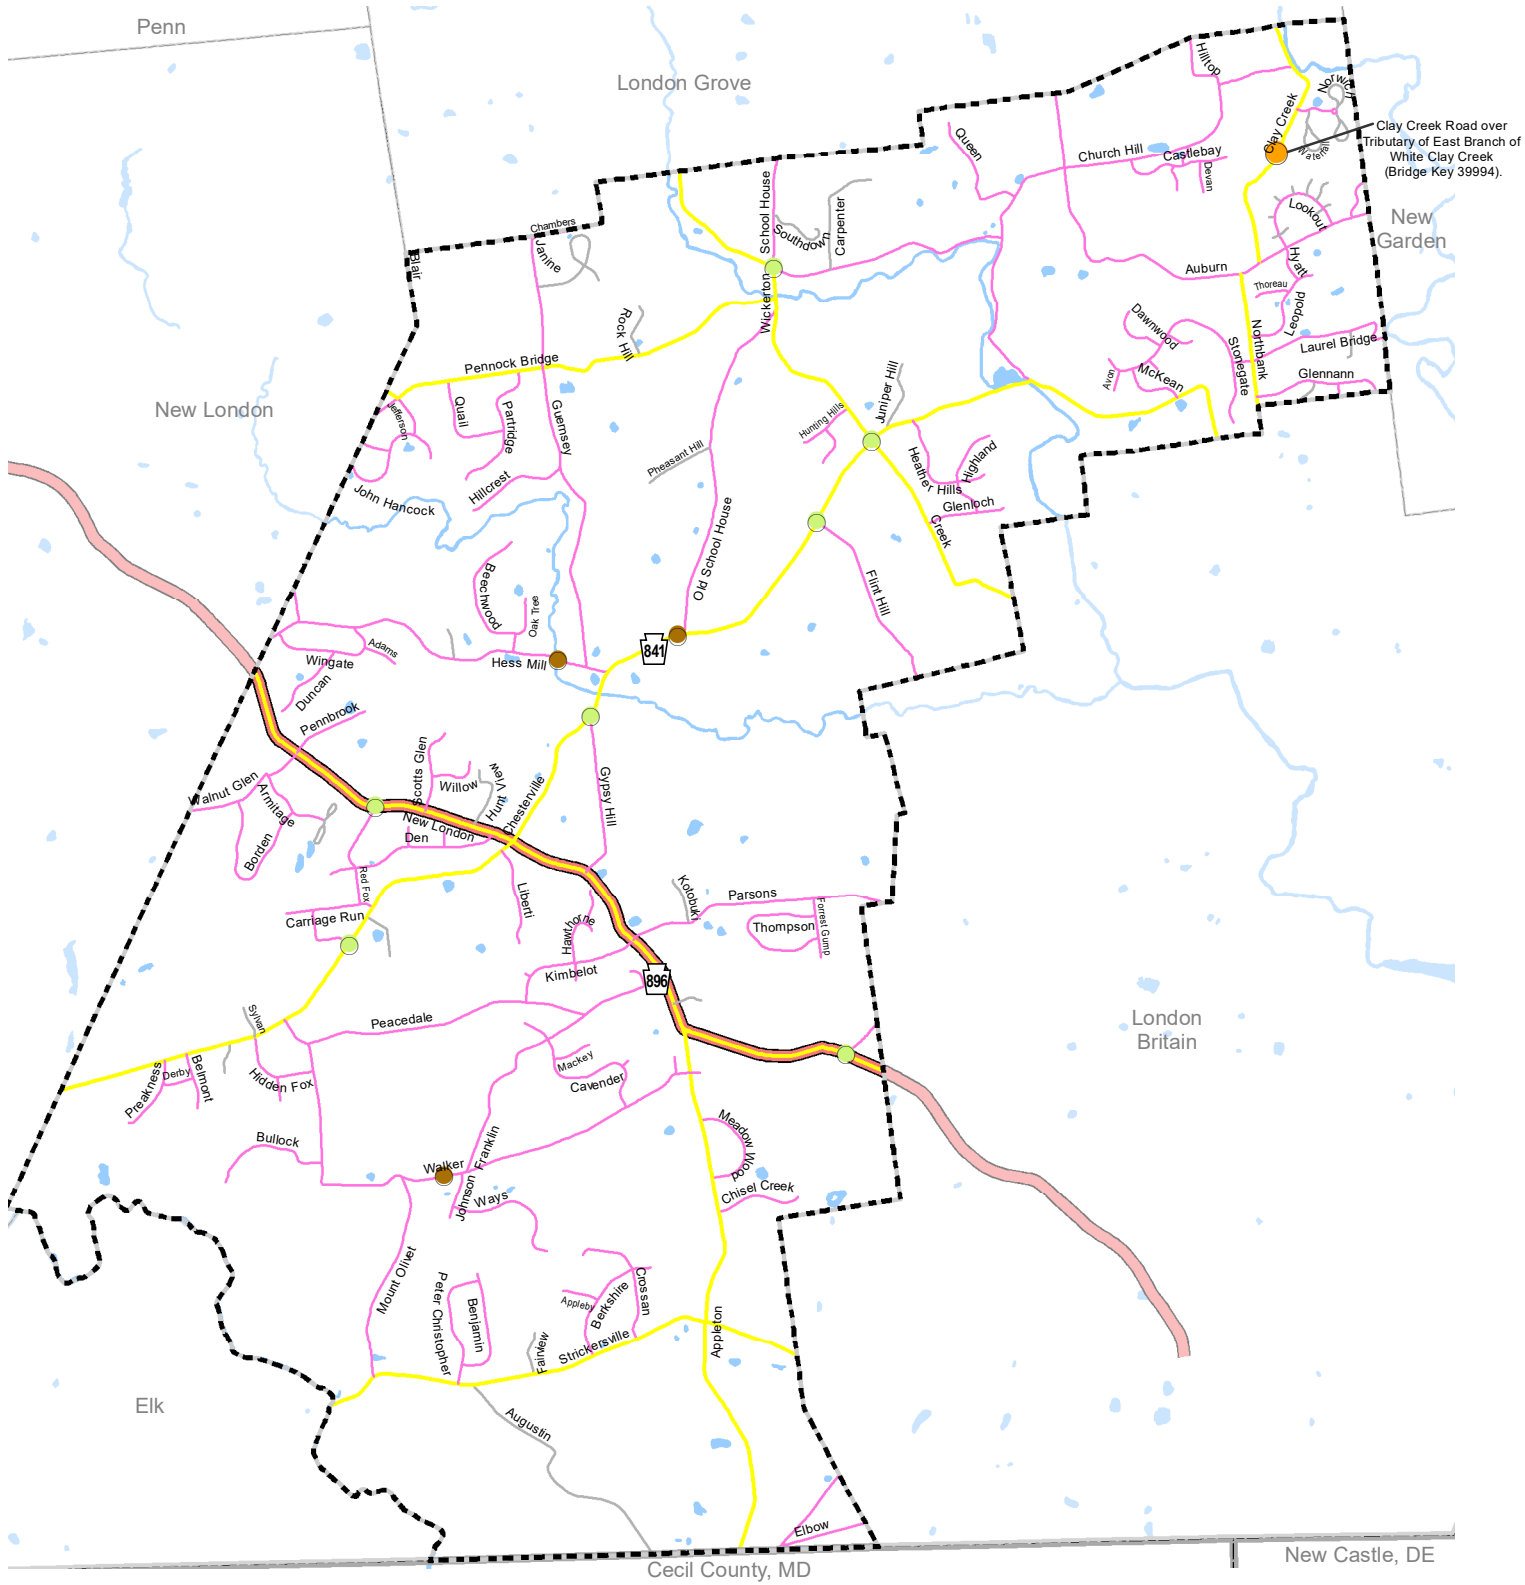 Penn
London Grove
Hilltop
Norwich
Clay Creek
Waterfall
Clay Creek Road over
Tributary of East Branch of
White Clay Creek
(Bridge Key 39994).
Queen
Church Hill
Castlebay
Devan
School House
Carpenter
Southdown
Lookout
New
Garden
Chambers
Janine
Blair
Auburn
Hyatt
Thoreau
Leopold
Wickerton
Rock Hill
Dawnwood
Northbank
Stonegate
Laurel Bridge
Glennann
Pennock Bridge
Avon
McKean
Juniper Hill
New London
Jefferson
Quail
Partridge
Guernsey
Hunting Hills
Pheasant Hill
Heather Hills
Highland
Hillcrest
John Hancock
Glenloch
Creek
Old School House
Flint Hill
Beechwood
Oak Tree
841
Adams
Wingate
Hess Mill
Duncan
Pennbrook
Scotts Glen
Willow
Hunt View
Chesterville
Gypsy Hill
Walnut Glen
Armitage
New London
Den
Borden
Red Fox
Liberti
Kotobuki
Parsons
Carriage Run
Hawthorne
Thompson
Forrest Gump
Kimbelot
896
Sylvan
Peacedale
London
Britain
Mackey
Cavender
Preakness
Derby
Belmont
Hidden Fox
Meadow Wood
Bullock
Franklin
Walker
Johnson
Ways
Chisel Creek
Mount Olivet
Peter Christopher
Benjamin
Appleby
Berkshire
Crossan
Fairview
Strickersville
Appleton
Elk
Augustin
Elbow
New Castle, DE
Cecil County, MD